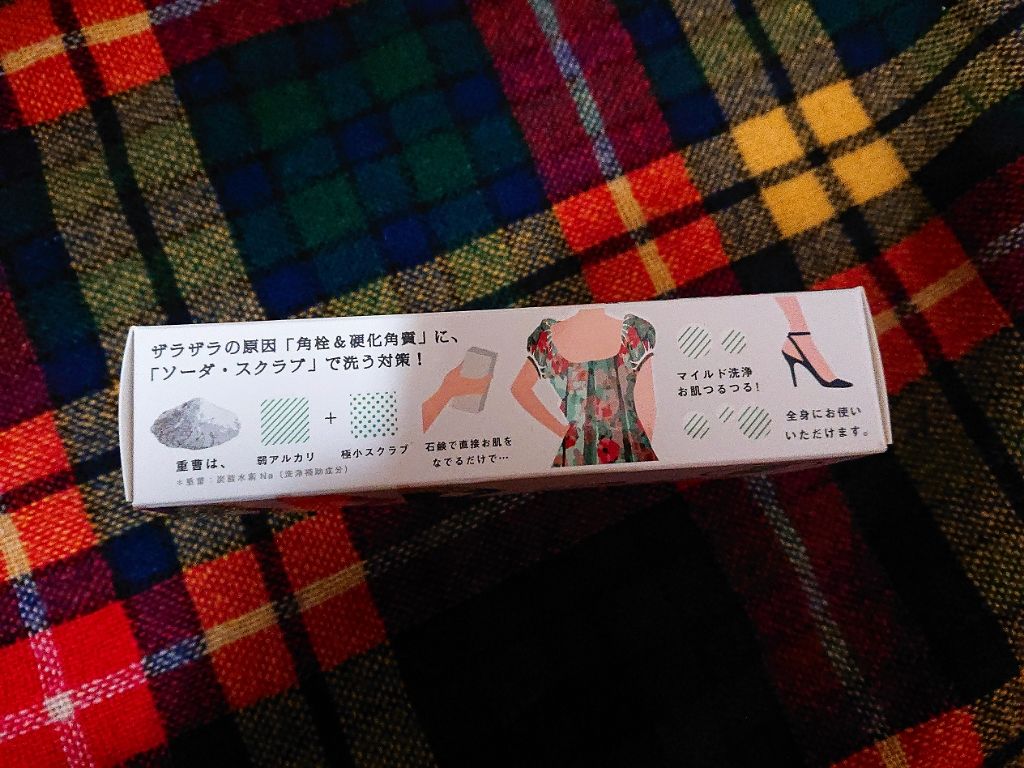 ザラザラの原因「角栓＆硬化角質」に、
「ソーダ・スクラブ」で洗う対策！
重曹は、
弱アルカリ
+
極小スクラブ
＊重曹：炭酸水素Na（洗浄補助成分）
石鹸で直接お肌を
なでるだけで…
マイルド洗浄
お肌つるつる！
全身にお使い
いただけます。